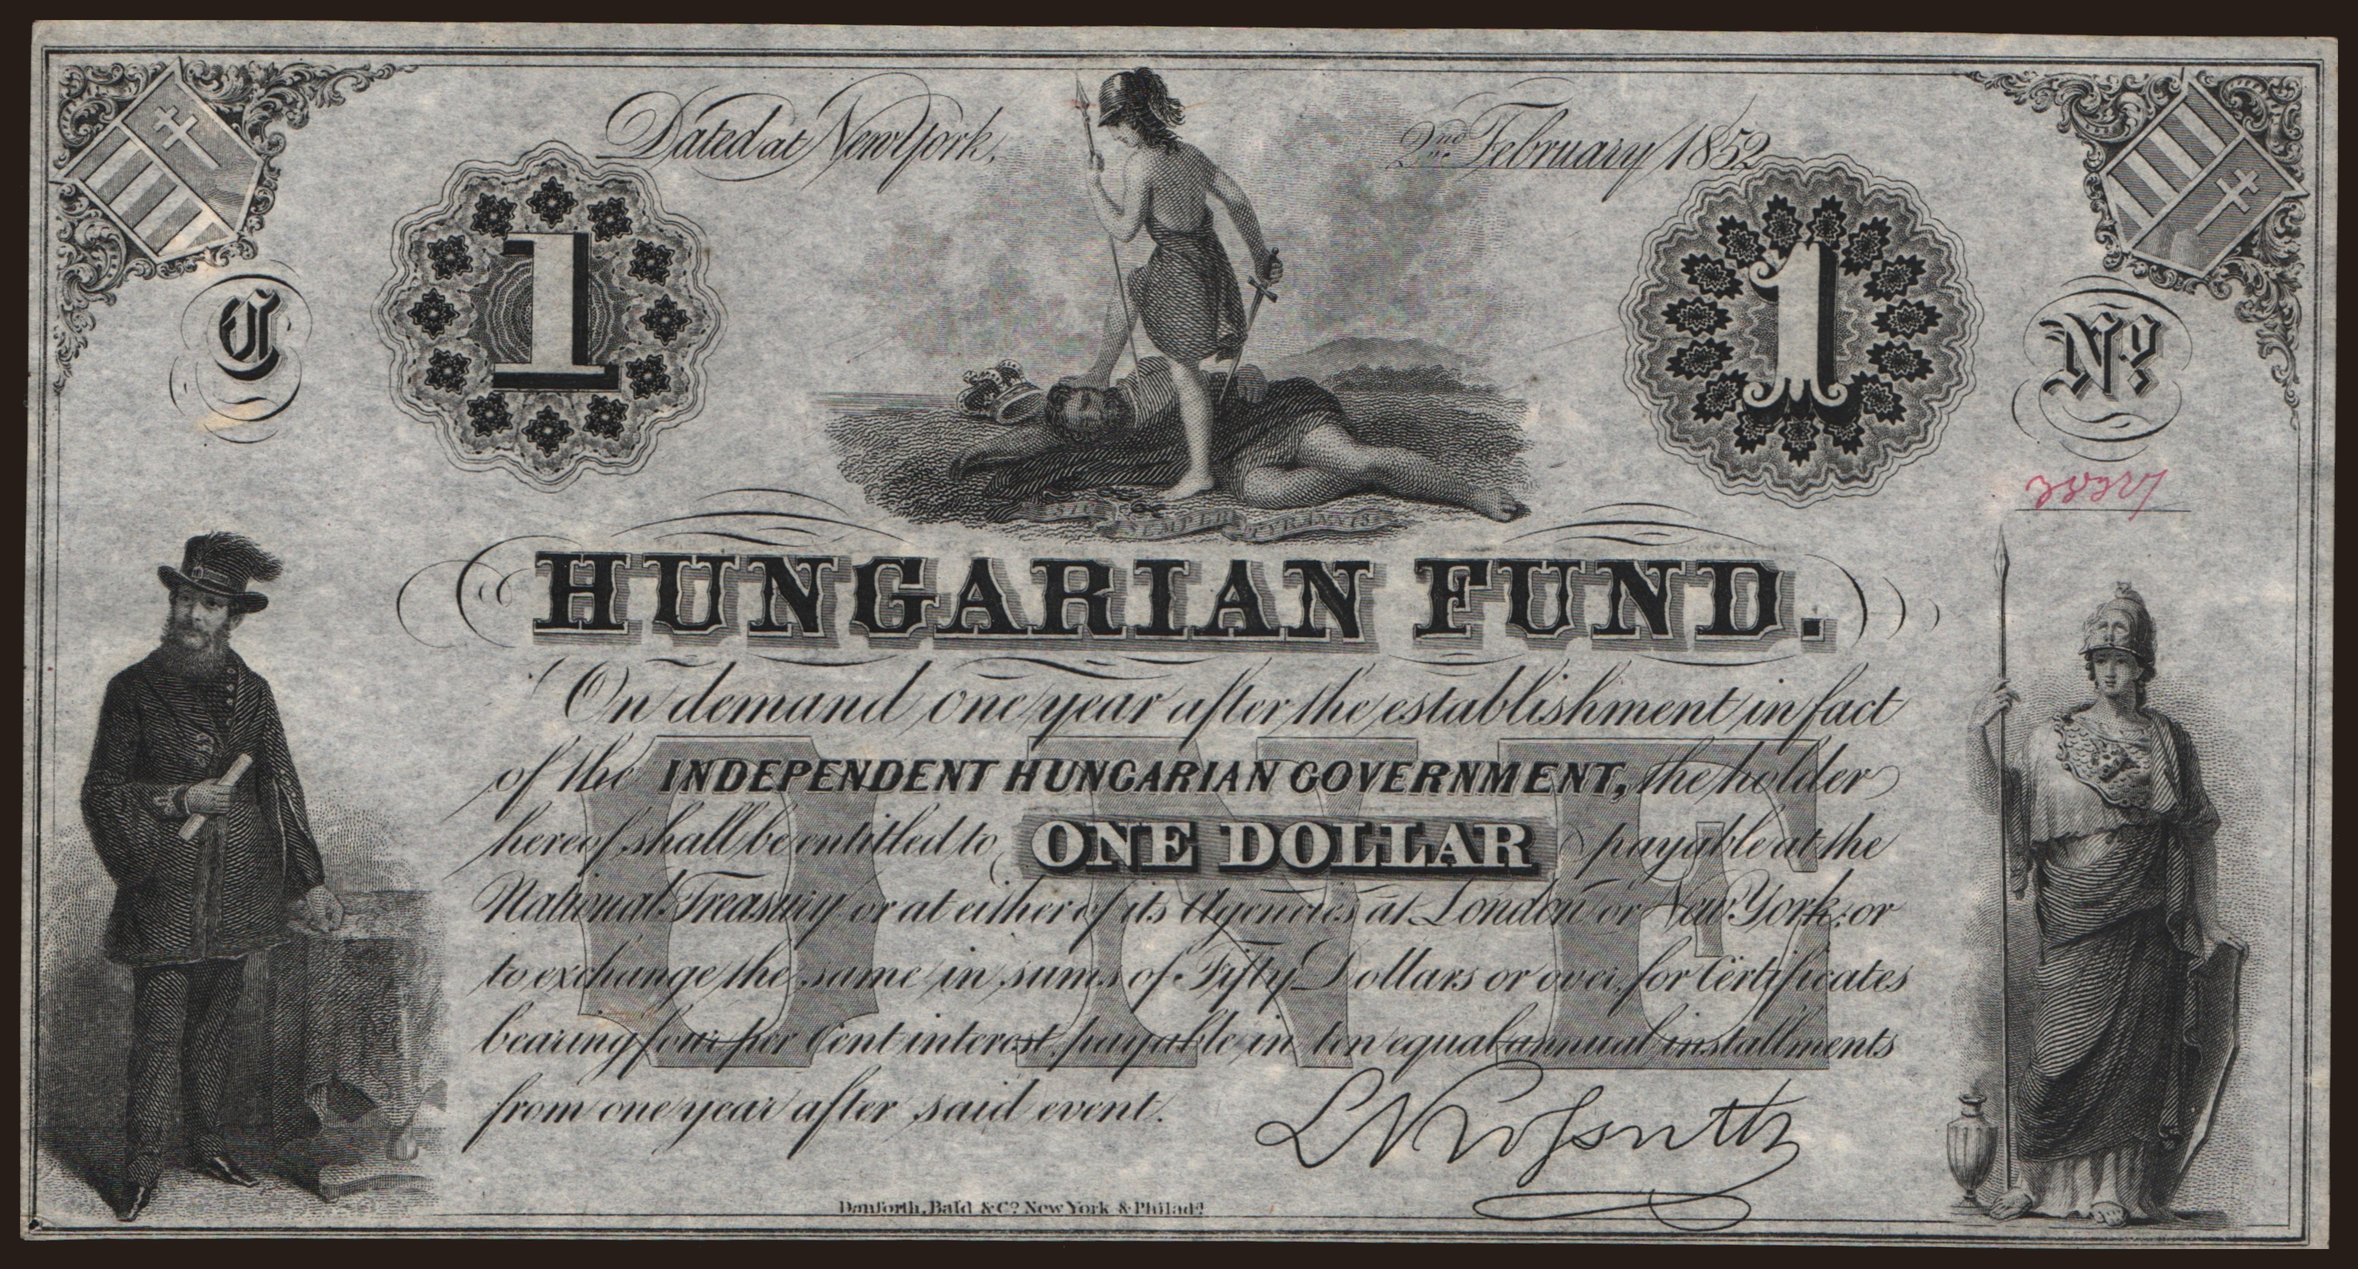 Dated at New York, 2nd February 1852
1 1
C No
SIC SEMPER TYRANNIS
HUNGARIAN FUND.
On demand one year after the establishment in fact
of the INDEPENDENT HUNGARIAN GOVERNMENT, the holder
hereof shall be entitled to ONE DOLLAR payable at the
National Treasury or at either of its Agencies at London or New York: or
to exchange the same in sums of Fifty Dollars or over for Certificates
bearing four per Cent interest payable in ten equal annual installments
from one year after said event.
ONE
L Kossuth
Danforth, Bald & Co. New York & Philada.